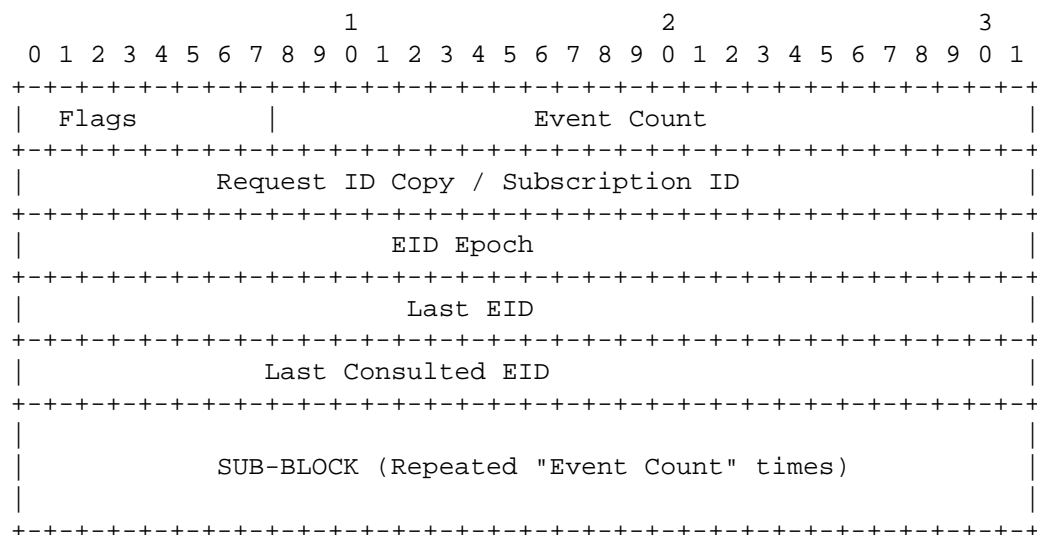 1                   2                   3
 0 1 2 3 4 5 6 7 8 9 0 1 2 3 4 5 6 7 8 9 0 1 2 3 4 5 6 7 8 9 0 1
+-+-+-+-+-+-+-+-+-+-+-+-+-+-+-+-+-+-+-+-+-+-+-+-+-+-+-+-+-+-+-+-+
|  Flags        |                Event Count                    |
+-+-+-+-+-+-+-+-+-+-+-+-+-+-+-+-+-+-+-+-+-+-+-+-+-+-+-+-+-+-+-+-+
|            Request ID Copy / Subscription ID                  |
+-+-+-+-+-+-+-+-+-+-+-+-+-+-+-+-+-+-+-+-+-+-+-+-+-+-+-+-+-+-+-+-+
|                       EID Epoch                               |
+-+-+-+-+-+-+-+-+-+-+-+-+-+-+-+-+-+-+-+-+-+-+-+-+-+-+-+-+-+-+-+-+
|                        Last EID                               |
+-+-+-+-+-+-+-+-+-+-+-+-+-+-+-+-+-+-+-+-+-+-+-+-+-+-+-+-+-+-+-+-+
|               Last Consulted EID                              |
+-+-+-+-+-+-+-+-+-+-+-+-+-+-+-+-+-+-+-+-+-+-+-+-+-+-+-+-+-+-+-+-+
|                                                               |
|            SUB-BLOCK (Repeated "Event Count" times)           |
|                                                               |
+-+-+-+-+-+-+-+-+-+-+-+-+-+-+-+-+-+-+-+-+-+-+-+-+-+-+-+-+-+-+-+-+